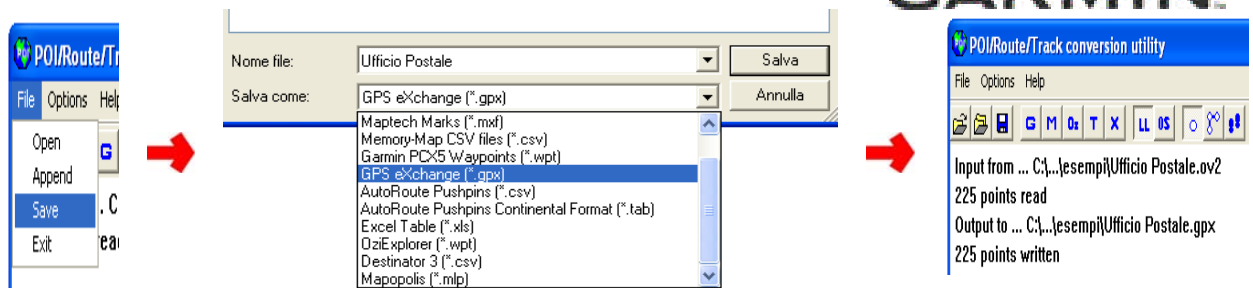 GARMIN.
POI/Route/Tr
File Options Help
Open
Append
Save
Exit
G
. C
rea
Nome file: Ufficio Postale Salva
Salva come: GPS eXchange (*.gpx) Annulla
Maptech Marks (*.mxf)
Memory-Map CSV files (*.csv)
Garmin PCX5 Waypoints (*.wpt)
GPS eXchange (*.gpx)
AutoRoute Pushpins (*.csv)
AutoRoute Pushpins Continental Format (*.tab)
Excel Table (*.xls)
OziExplorer (*.wpt)
Destinator 3 (*.csv)
Mapopolis (*.mlp)
POI/Route/Track conversion utility
File Options Help
G M Oz T X LL OS
Input from ... C:\...\esempi\Ufficio Postale.ov2
225 points read
Output to ... C:\...\esempi\Ufficio Postale.gpx
225 points written